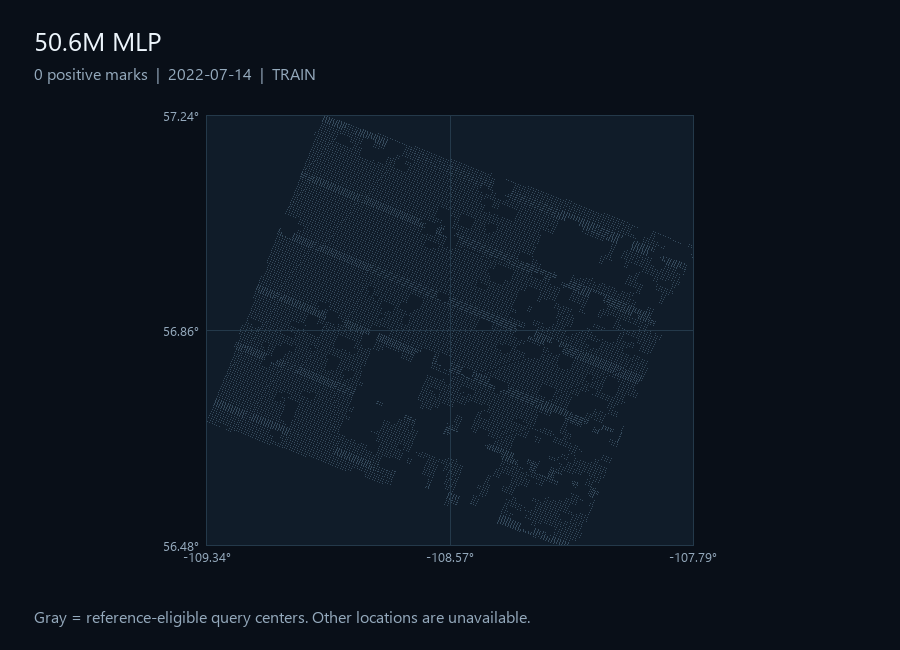 50.6M MLP
0 positive marks | 2022-07-14 | TRAIN
57.24°
56.86°
56.48°
-109.34°
-108.57°
-107.79°
Gray = reference-eligible query centers. Other locations are unavailable.